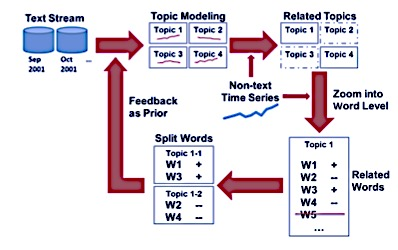 Text Stream
Sep 2001
Oct 2001
...
Topic Modeling
Topic 1
Topic 2
Topic 3
Topic 4
Related Topics
Topic 1
Topic 2
Topic 3
Topic 4
Non-text
Time Series
Zoom into
Word Level
Feedback
as Prior
Split Words
Topic 1-1
W1 +
W3 +
Topic 1-2
W2 --
W4 --
Topic 1
W1 +
W2 --
W3 +
W4 --
W5
...
Related
Words